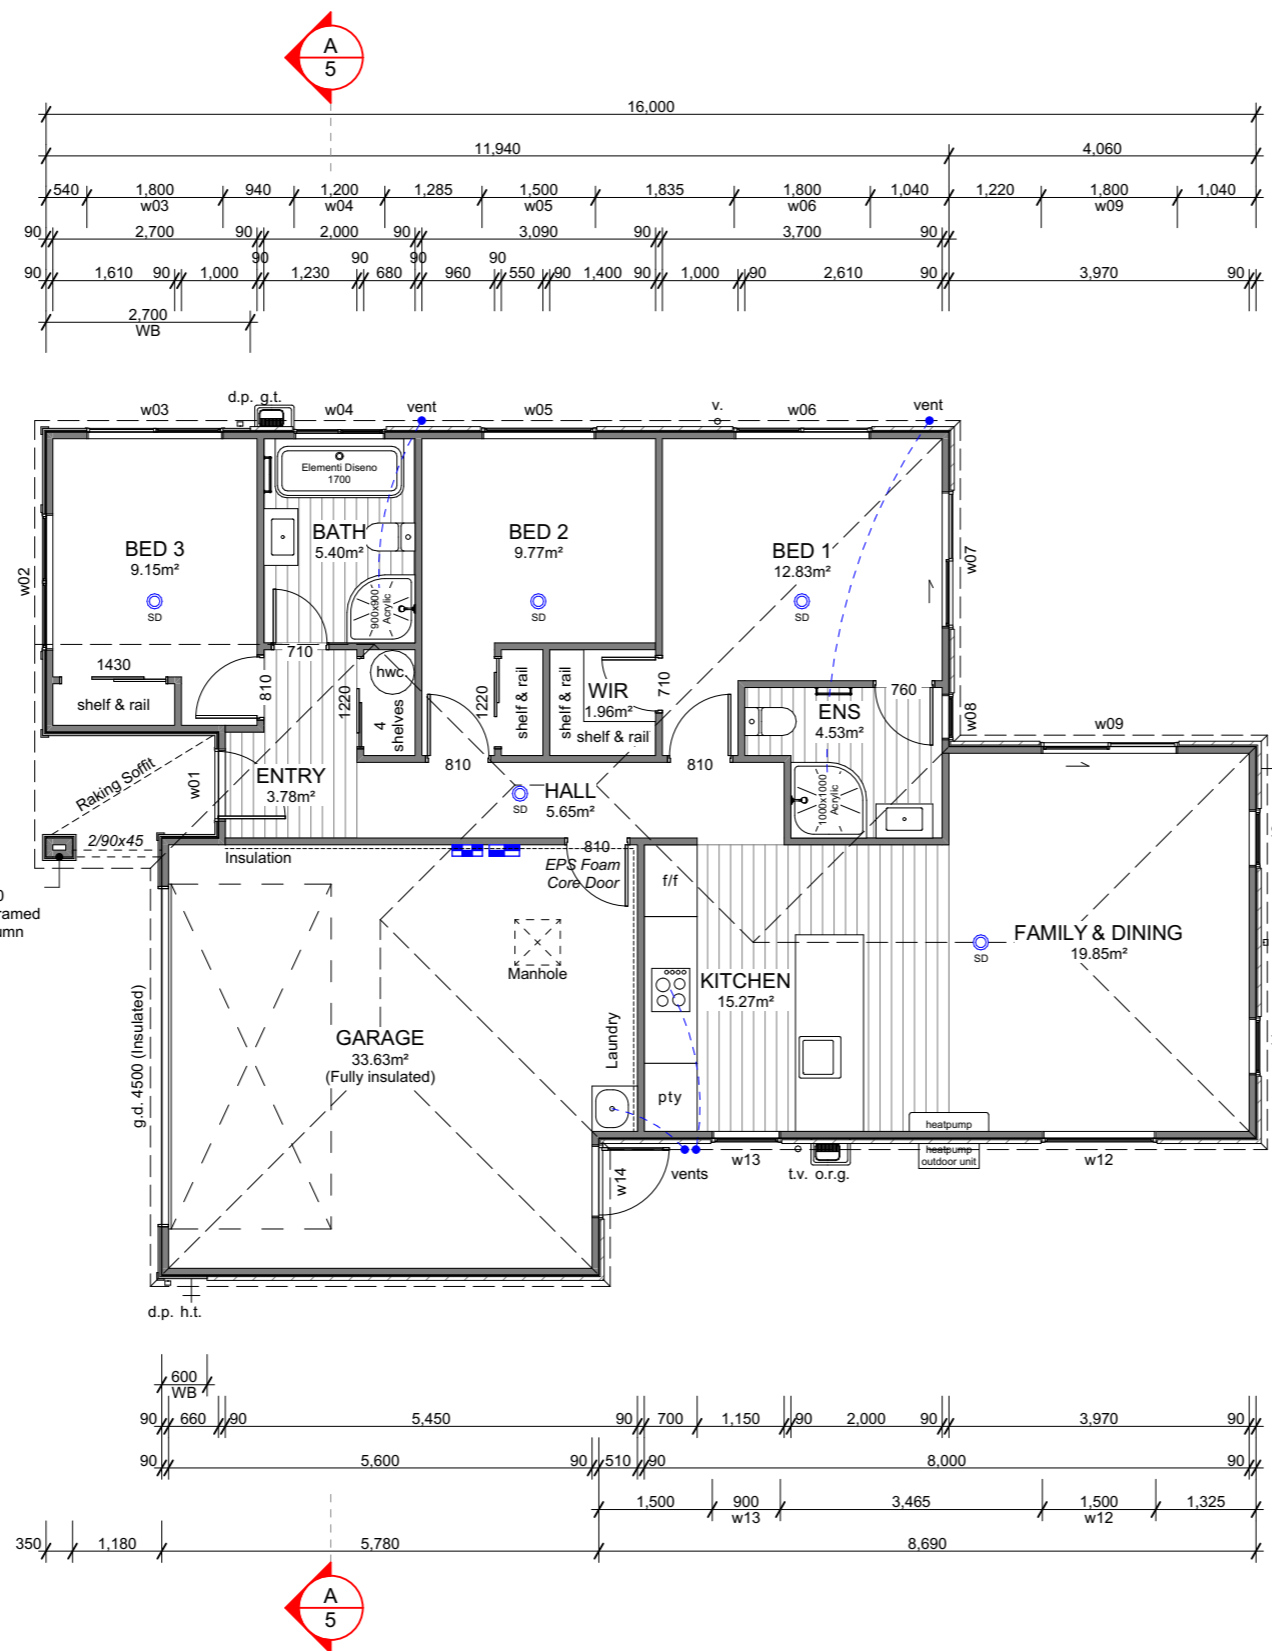 A
5
16,000
11,940 4,060
540 1,800 940 1,200 1,285 1,500 1,835 1,800 1,040 1,220 1,800 1,040
w03 w04 w05 w06 w09
90 2,700 90 2,000 90 3,090 90 3,700 90
90 1,610 90 1,000 90 1,230 90 680 90 960 90 550 90 1,400 90 1,000 90 2,610 90 3,970 90
2,700
WB
d.p. g.t.
w03 w04 vent w05 v. w06 vent
Elementi Diseno
1700
BED 3
9.15m²
SD
BATH
5.40m²
900x900
Acrylic
BED 2
9.77m²
SD
BED 1
12.83m²
SD
w02
w07
1430
shelf & rail
810
710
1220
hwc
4
shelves
1220
shelf & rail
shelf & rail
WIR
1.96m²
shelf & rail
710
760
ENS
4.53m²
1000x1000
Acrylic
w08
w09
Raking Soffit
w01
ENTRY
3.78m²
810
810
HALL
5.65m²
SD
2/90x45
0
ramed
umn
Insulation
810
EPS Foam
Core Door
f/f
Manhole
KITCHEN
15.27m²
FAMILY & DINING
19.85m²
SD
g.d. 4500 (Insulated)
GARAGE
33.63m²
(Fully insulated)
Laundry
pty
heatpump
heatpump
outdoor unit
w14
vents
w13
t.v. o.r.g.
w12
d.p. h.t.
600
WB
90 660 90 5,450 90 700 1,150 90 2,000 90 3,970 90
90 5,600 90 510 90 8,000 90
1,500 900 3,465 1,500 1,325
w13 w12
350 1,180 5,780 8,690
A
5